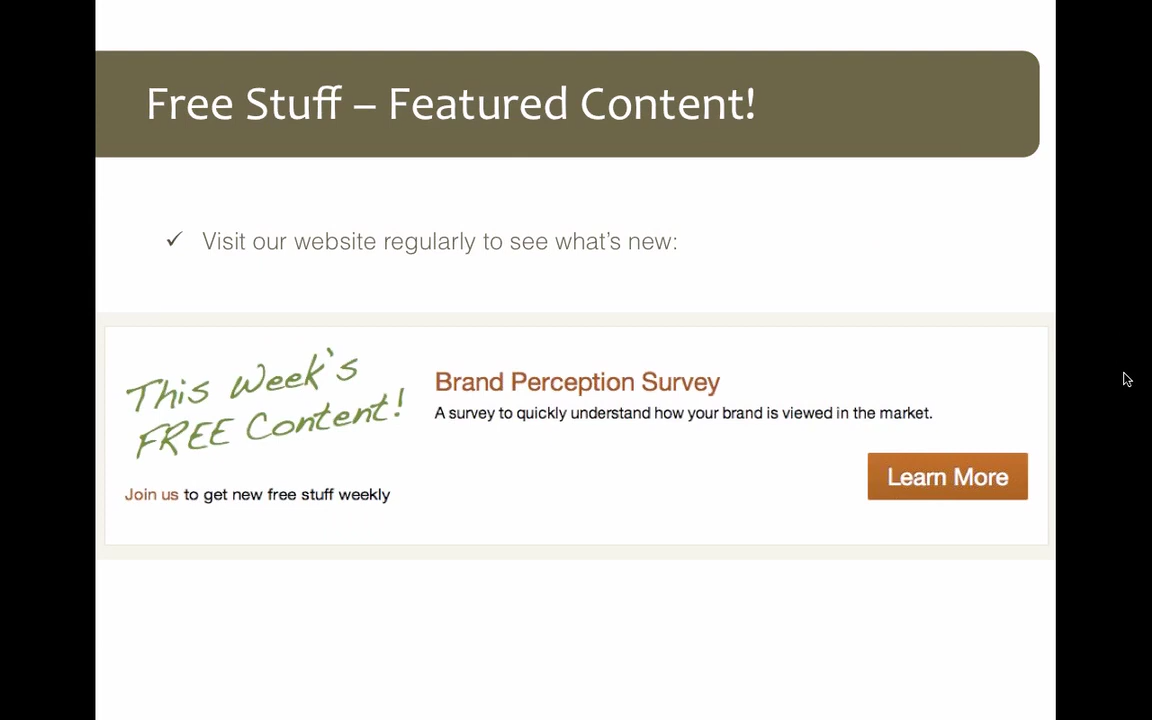 Free Stuff – Featured Content!
✓ Visit our website regularly to see what’s new:
This Week's
FREE Content!
Join us to get new free stuff weekly
Brand Perception Survey
A survey to quickly understand how your brand is viewed in the market.
Learn More